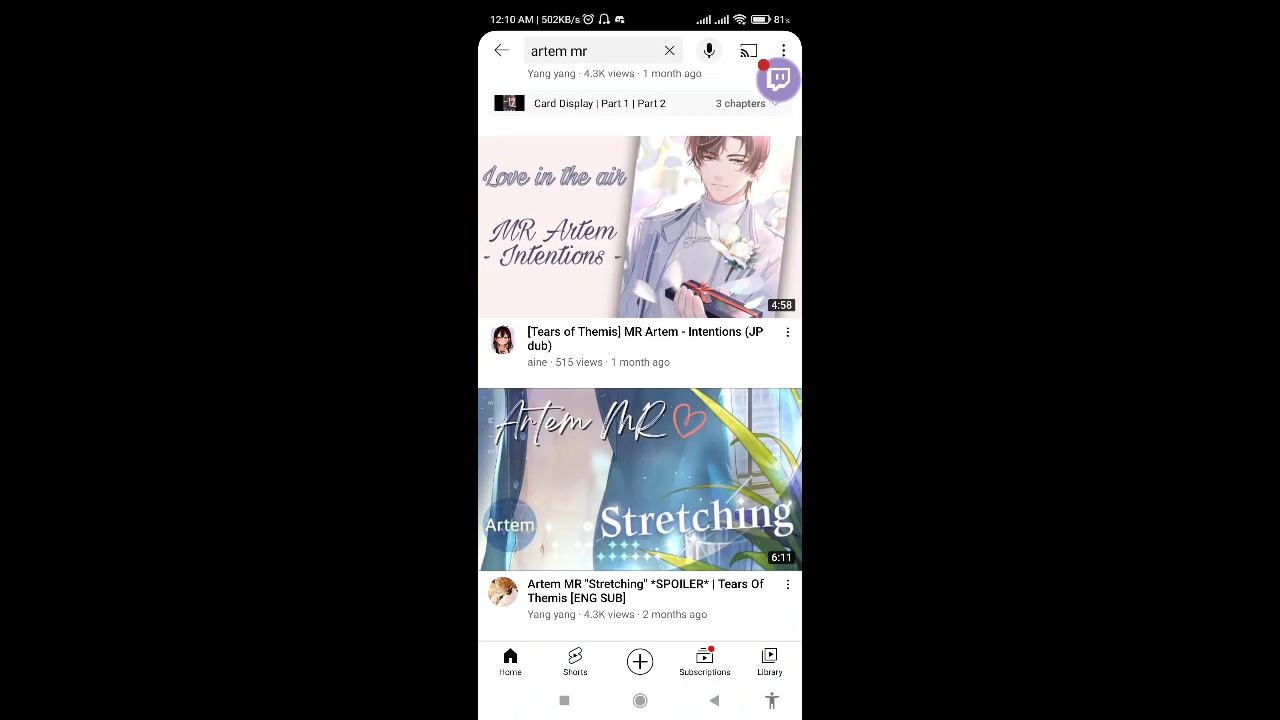 12:10 AM | 502KB/s
81%
artem mr
Yang yang · 4.3K views · 1 month ago
Card Display | Part 1 | Part 2
3 chapters
Love in the air
MR Artem
- Intentions -
4:58
[Tears of Themis] MR Artem - Intentions (JP
dub)
aine · 515 views · 1 month ago
Artem MR
Artem
Stretching
6:11
Artem MR "Stretching" *SPOILER* | Tears Of
Themis [ENG SUB]
Yang yang · 4.3K views · 2 months ago
Home
Shorts
Subscriptions
Library